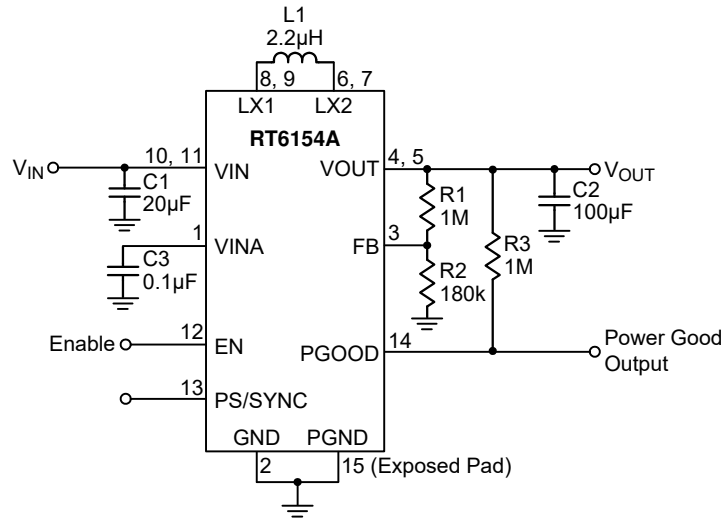 L1
2.2µH
8, 9
6, 7
LX1
LX2
RT6154A
VIN
10, 11
VIN
VOUT
4, 5
VOUT
C1
20µF
R1
1M
C2
100µF
1
VINA
3
FB
R3
1M
C3
0.1µF
R2
180k
Enable
12
EN
14
PGOOD
Power Good
Output
13
PS/SYNC
GND
PGND
2
15 (Exposed Pad)